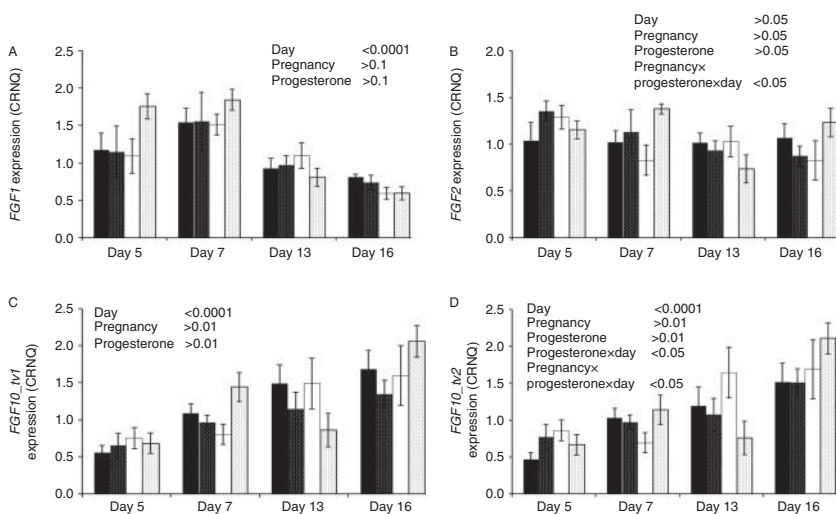 A
FGF1 expression (CRNQ)
2.5
2.0
1.5
1.0
0.5
0.0
Day <0.0001
Pregnancy >0.1
Progesterone >0.1
Day 5 Day 7 Day 13 Day 16
B
FGF2 expression (CRNQ)
2.5
2.0
1.5
1.0
0.5
0.0
Day >0.05
Pregnancy >0.05
Progesterone >0.05
Pregnancy×
progesterone×day <0.05
Day 5 Day 7 Day 13 Day 16
C
FGF10_tv1
expression (CRNQ)
2.5
2.0
1.5
1.0
0.5
0.0
Day <0.0001
Pregnancy >0.01
Progesterone >0.01
Day 5 Day 7 Day 13 Day 16
D
FGF10_tv2
expression (CRNQ)
2.5
2.0
1.5
1.0
0.5
0.0
Day <0.0001
Pregnancy >0.01
Progesterone >0.01
Progesterone×day <0.05
Pregnancy×
progesterone×day <0.05
Day 5 Day 7 Day 13 Day 16